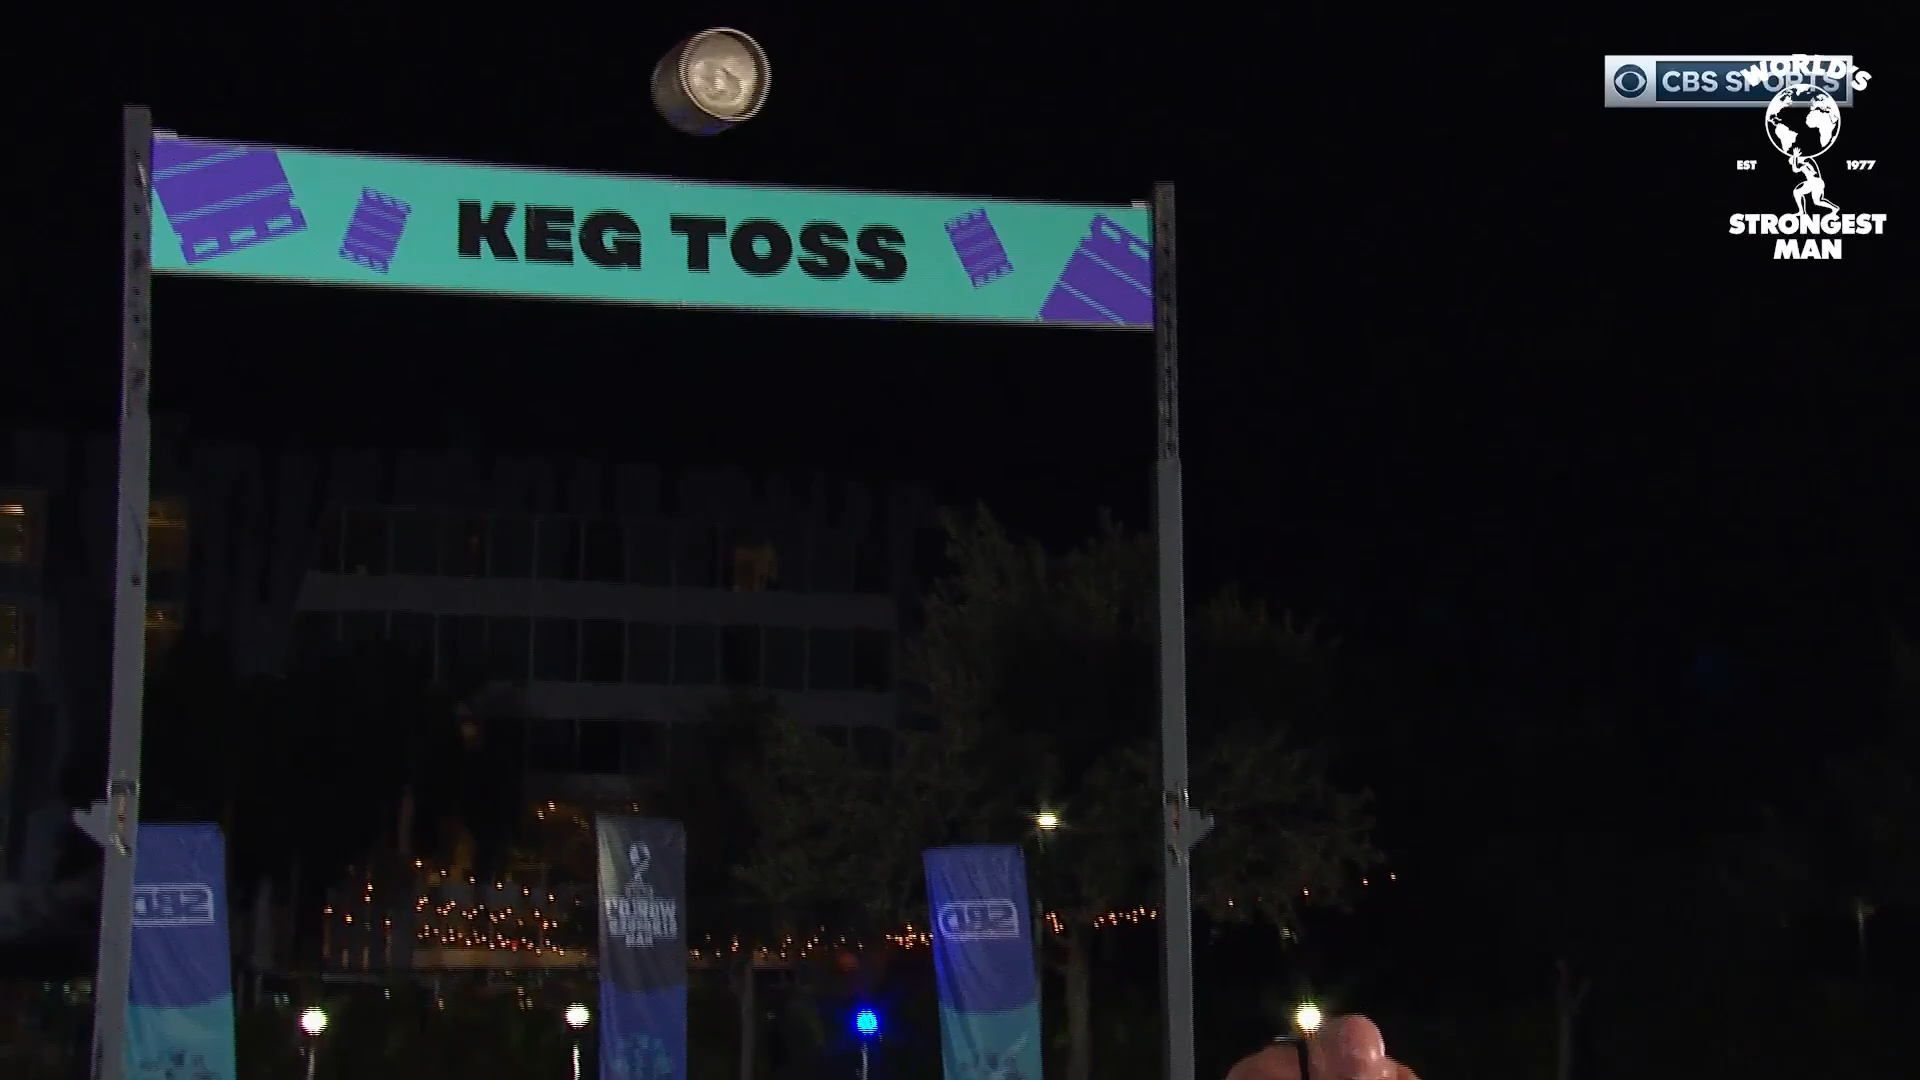 CBS SPORTS
WORLD'S
EST 1977
STRONGEST
MAN
KEG TOSS